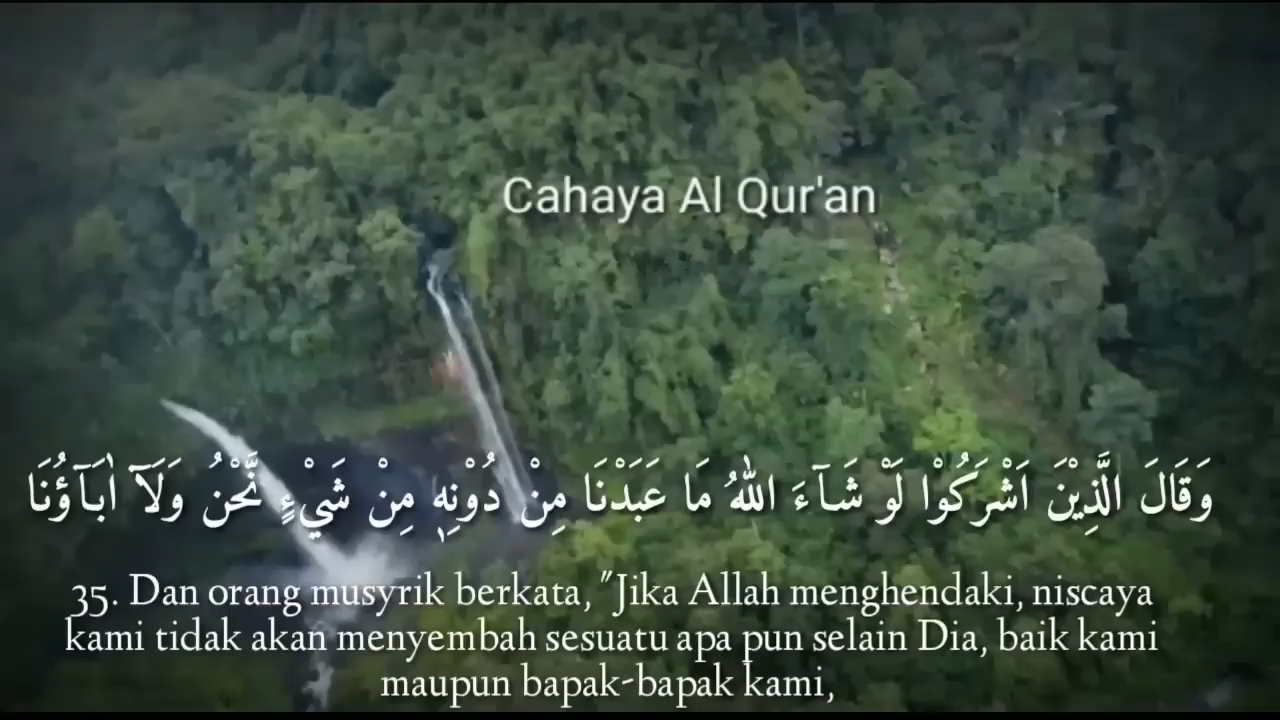 Cahaya Al Qur'an
وَقَالَ الَّذِيْنَ اَشْرَكُوْا لَوْ شَاۤءَ اللّٰهُ مَا عَبَدْنَا مِنْ دُوْنِهٖ مِنْ شَيْءٍ نَّحْنُ وَلَآ اٰبَاۤؤُنَا
35. Dan orang musyrik berkata, "Jika Allah menghendaki, niscaya
kami tidak akan menyembah sesuatu apa pun selain Dia, baik kami
maupun bapak-bapak kami,